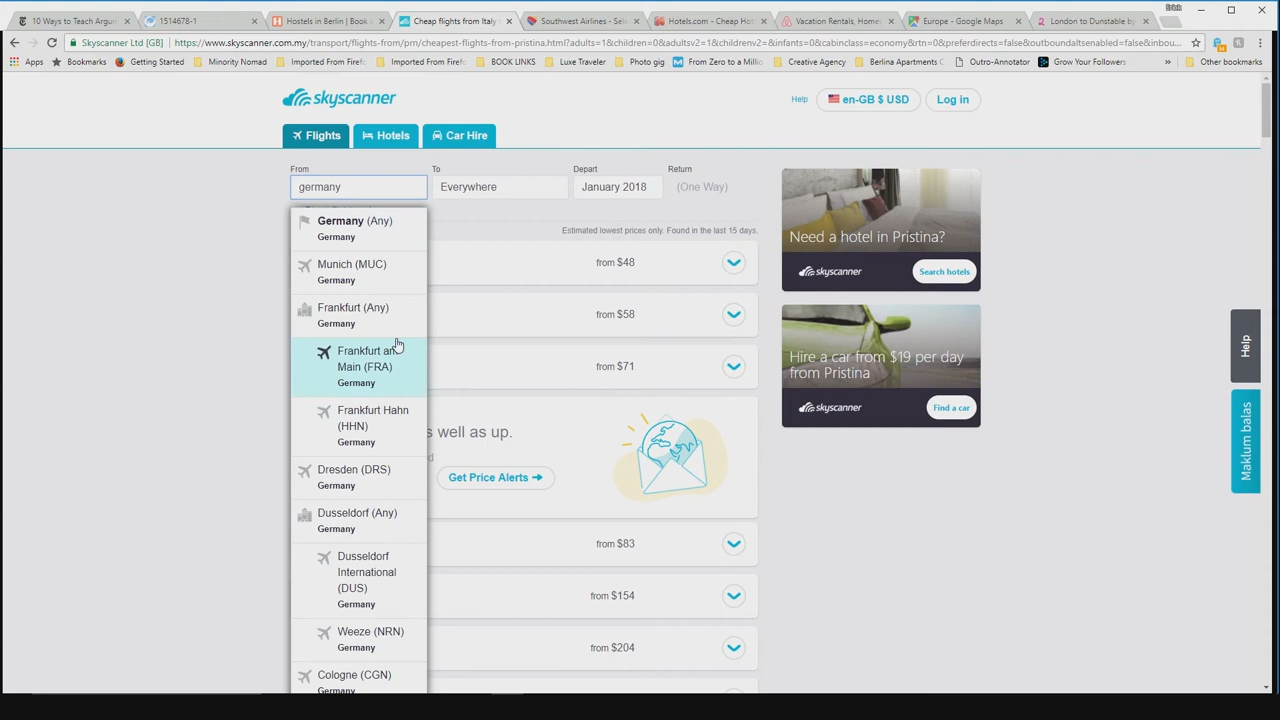 10 Ways to Teach Argum
1514678-1
Hostels in Berlin | Book
Cheap flights from Italy
Southwest Airlines - Sele
Hotels.com - Cheap Hot
Vacation Rentals, Home
Europe - Google Maps
London to Dunstable by
Skyscanner Ltd [GB]
https://www.skyscanner.com.my/transport/flights-from/prn/cheapest-flights-from-pristina.html?adults=1&children=0&adultsv2=1&childrenv2=&infants=0&cabinclass=economy&rtn=0&preferdirects=false&outboundaltsenabled=false&inbou...
Apps
Bookmarks
Getting Started
Minority Nomad
Imported From Firef
Imported From Firef
BOOK LINKS
Luxe Traveler
Photo gig
From Zero to a Millio
Creative Agency
Berlina Apartments
Outro-Annotator
Grow Your Followers
»
Other bookmarks
skyscanner
Help
en-GB $ USD
Log in
Flights
Hotels
Car Hire
From
To
Depart
Return
germany
Everywhere
January 2018
(One Way)
Estimated lowest prices only. Found in the last 15 days.
Germany (Any)
Germany
Munich (MUC)
Germany
Frankfurt (Any)
Germany
Frankfurt am
Main (FRA)
Germany
Frankfurt Hahn
(HHN)
Germany
Dresden (DRS)
Germany
Dusseldorf (Any)
Germany
Dusseldorf
International
(DUS)
Germany
Weeze (NRN)
Germany
Cologne (CGN)
Germany
from $48
from $58
from $71
s well as up.
d
Get Price Alerts
from $83
from $154
from $204
Need a hotel in Pristina?
skyscanner
Search hotels
Hire a car from $19 per day
from Pristina
skyscanner
Find a car
Help
Maklum balas